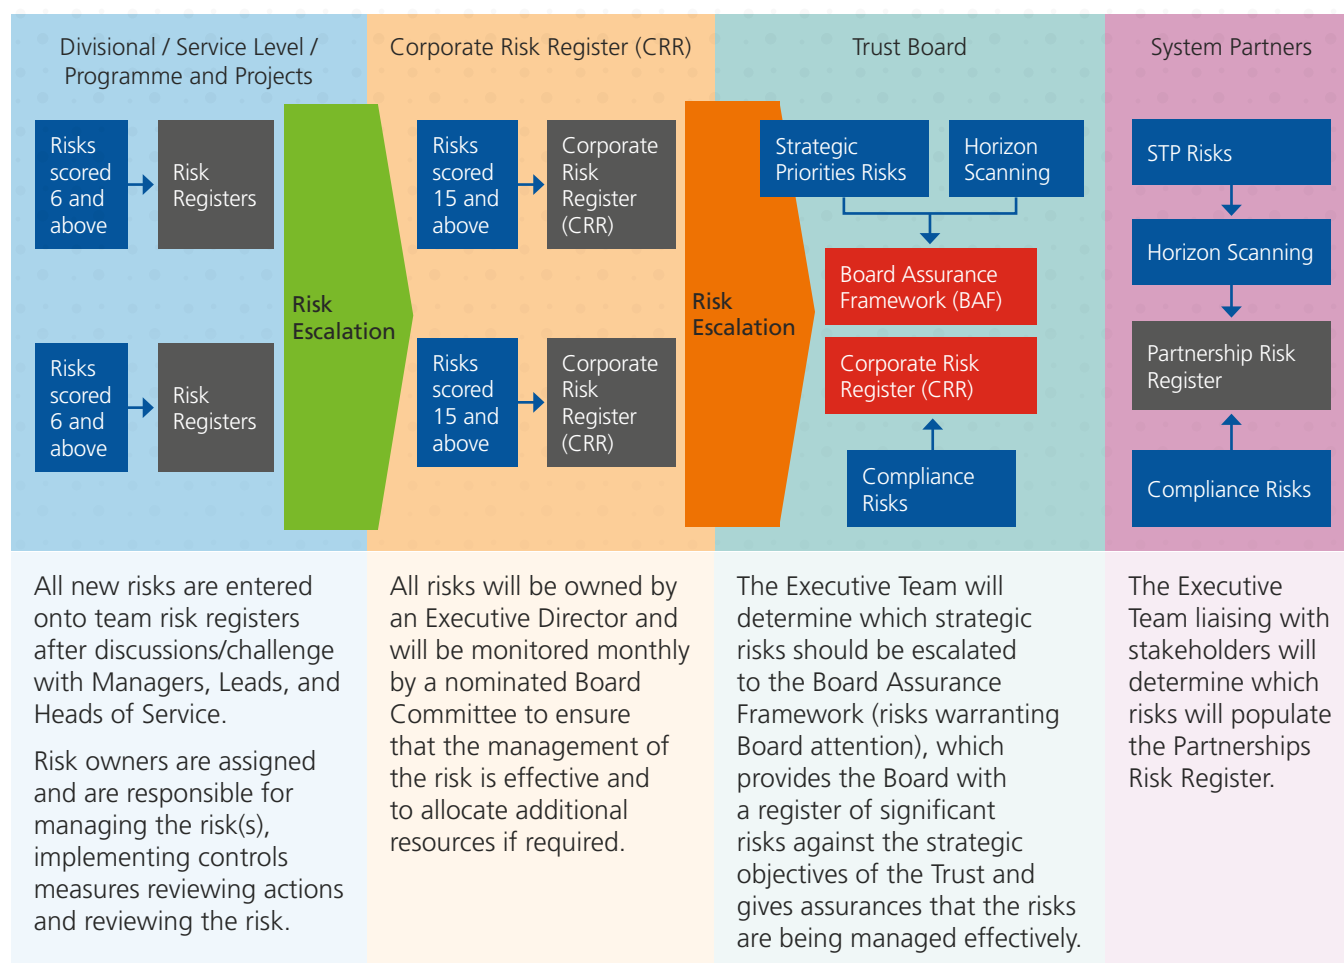 Divisional / Service Level /
Programme and Projects
Risks
scored
6 and
above
Risk
Registers
Risks
scored
6 and
above
Risk
Registers
Risk
Escalation
Corporate Risk Register (CRR)
Risks
scored
15 and
above
Corporate
Risk
Register
(CRR)
Risks
scored
15 and
above
Corporate
Risk
Register
(CRR)
Risk
Escalation
Trust Board
Strategic
Priorities Risks
Horizon
Scanning
Board Assurance
Framework (BAF)
Corporate Risk
Register (CRR)
Compliance
Risks
System Partners
STP Risks
Horizon Scanning
Partnership Risk
Register
Compliance Risks
All new risks are entered
onto team risk registers
after discussions/challenge
with Managers, Leads, and
Heads of Service.
Risk owners are assigned
and are responsible for
managing the risk(s),
implementing controls
measures reviewing actions
and reviewing the risk.
All risks will be owned by
an Executive Director and
will be monitored monthly
by a nominated Board
Committee to ensure
that the management of
the risk is effective and
to allocate additional
resources if required.
The Executive Team will
determine which strategic
risks should be escalated
to the Board Assurance
Framework (risks warranting
Board attention), which
provides the Board with
a register of significant
risks against the strategic
objectives of the Trust and
gives assurances that the risks
are being managed effectively.
The Executive
Team liaising with
stakeholders will
determine which
risks will populate
the Partnerships
Risk Register.